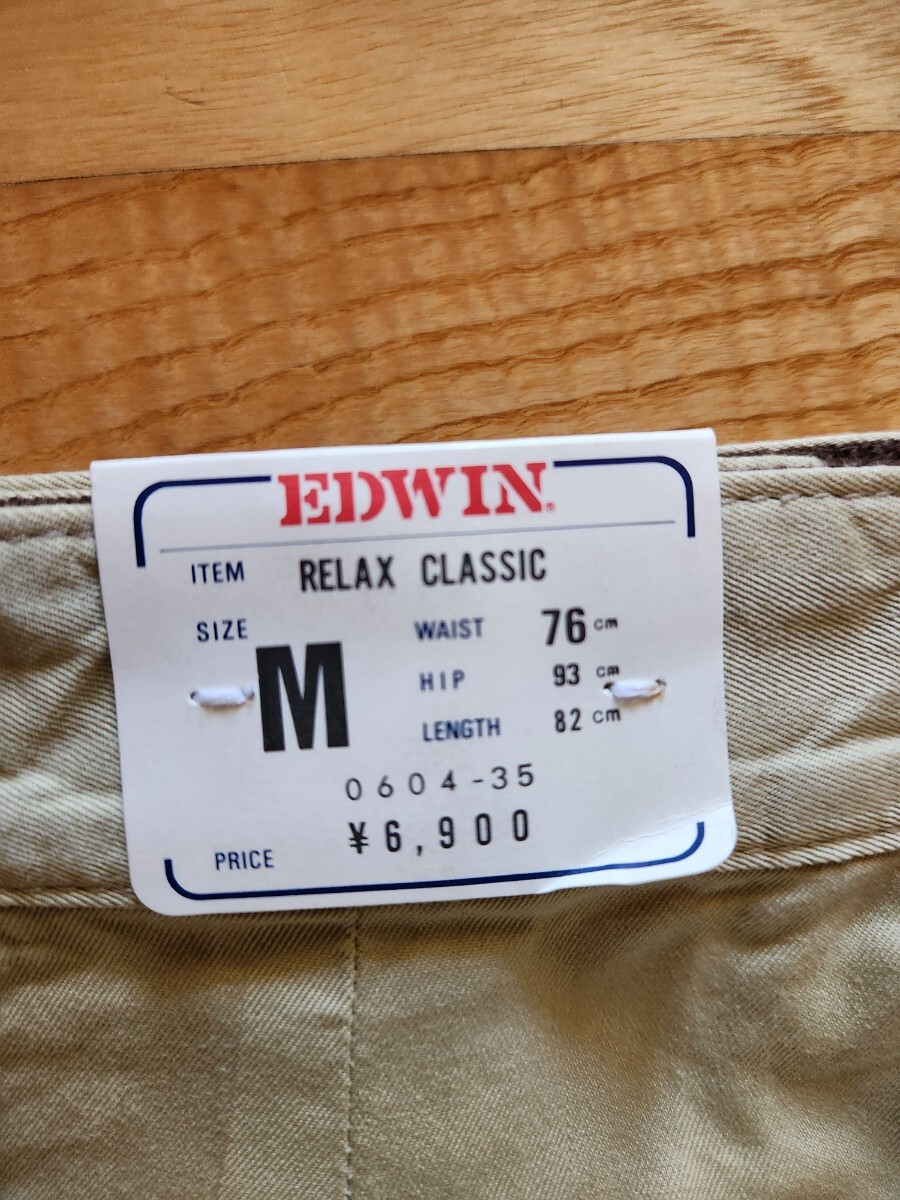 EDWIN®
ITEM RELAX CLASSIC
SIZE M
WAIST 76 cm
HIP 93 cm
LENGTH 82 cm
0604-35
PRICE ¥6,900